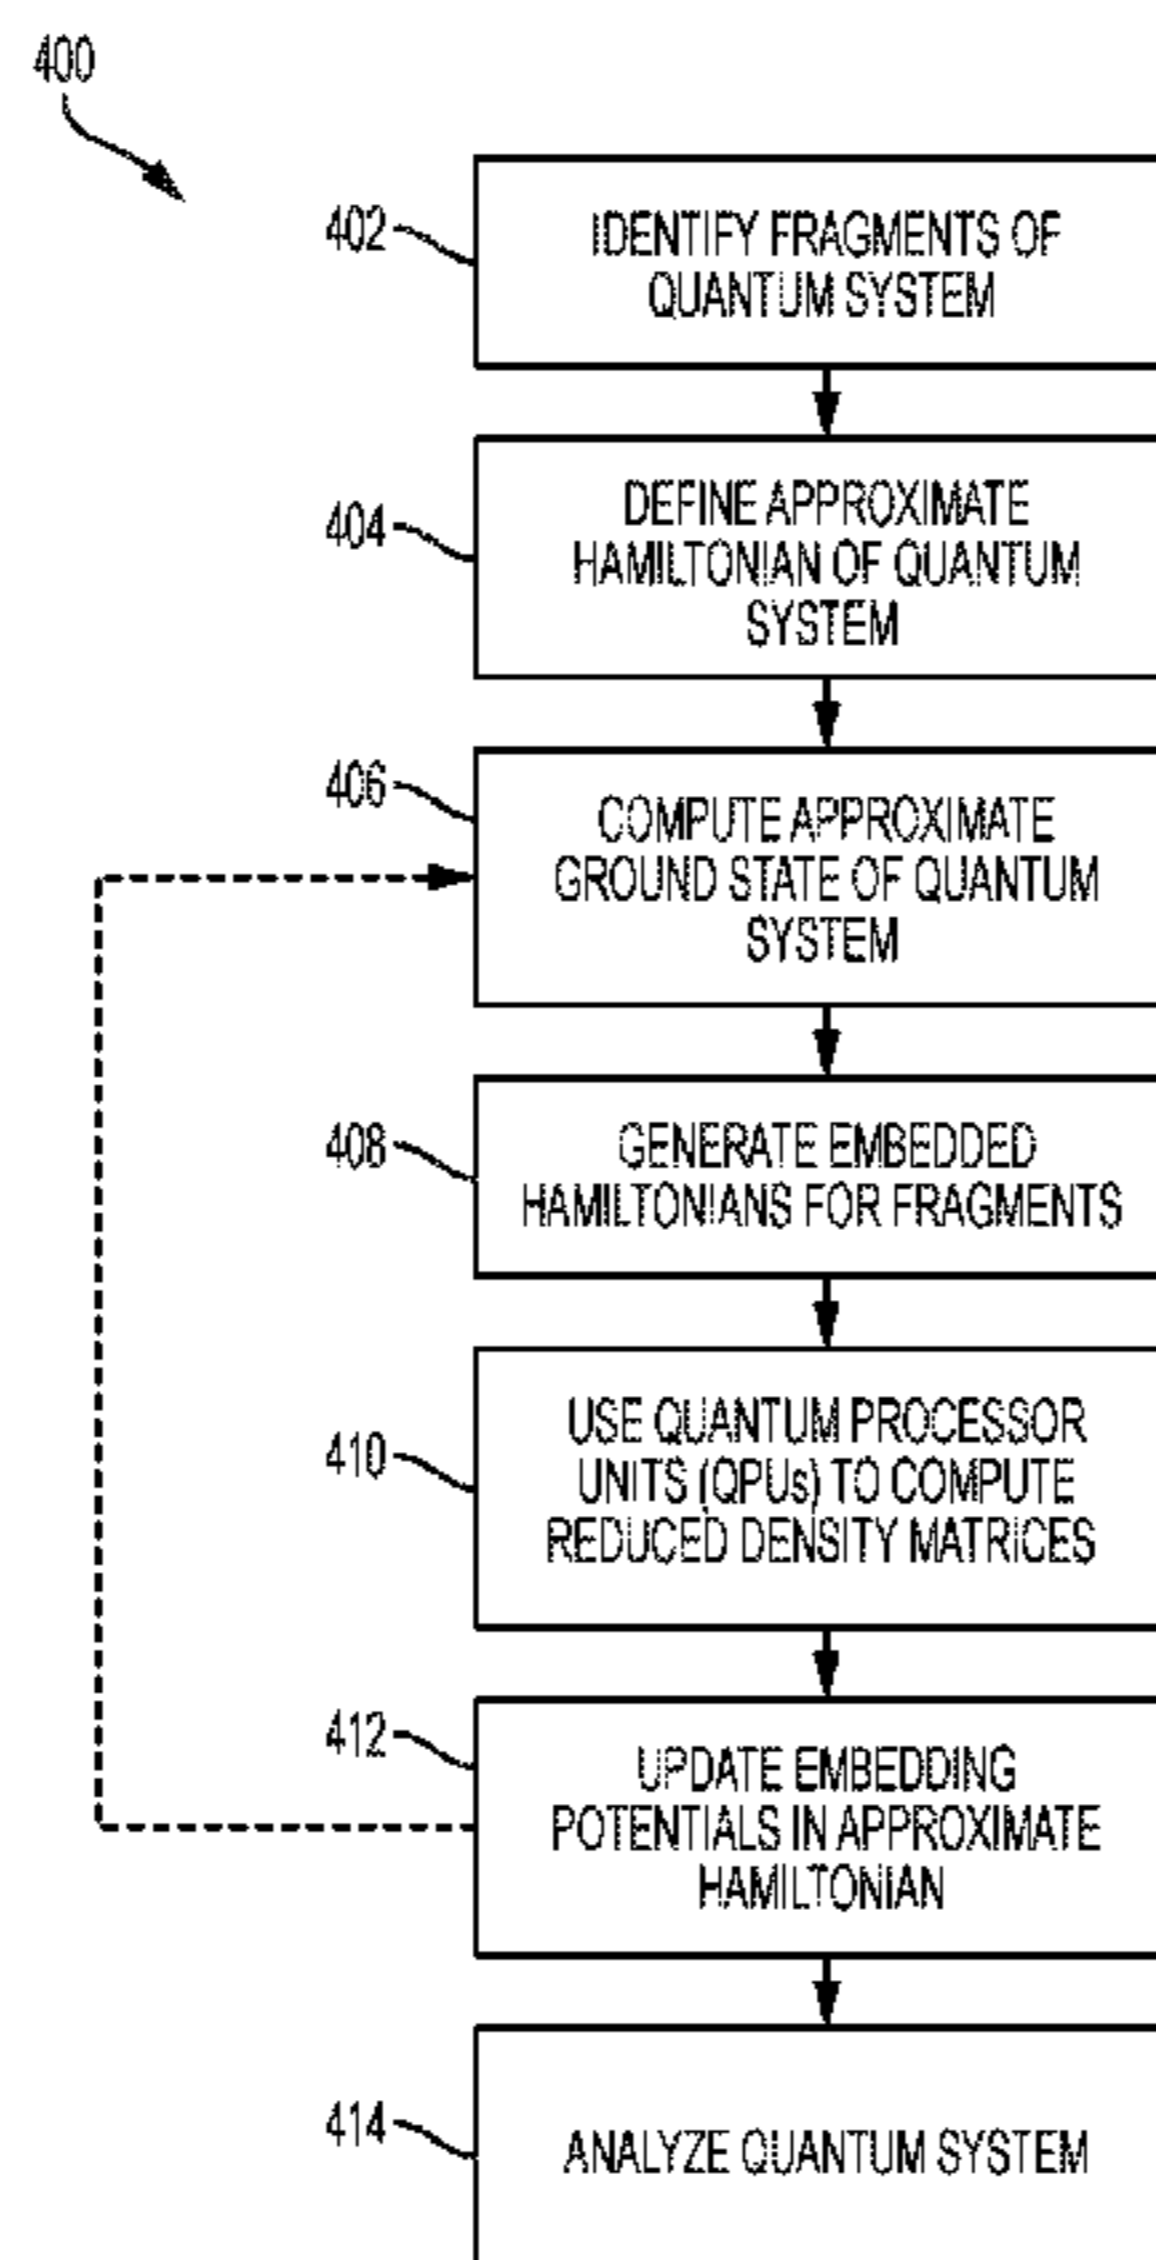 400
402
IDENTIFY FRAGMENTS OF
QUANTUM SYSTEM
404
DEFINE APPROXIMATE
HAMILTONIAN OF QUANTUM
SYSTEM
406
COMPUTE APPROXIMATE
GROUND STATE OF QUANTUM
SYSTEM
408
GENERATE EMBEDDED
HAMILTONIANS FOR FRAGMENTS
410
USE QUANTUM PROCESSOR
UNITS (QPUs) TO COMPUTE
REDUCED DENSITY MATRICES
412
UPDATE EMBEDDING
POTENTIALS IN APPROXIMATE
HAMILTONIAN
414
ANALYZE QUANTUM SYSTEM